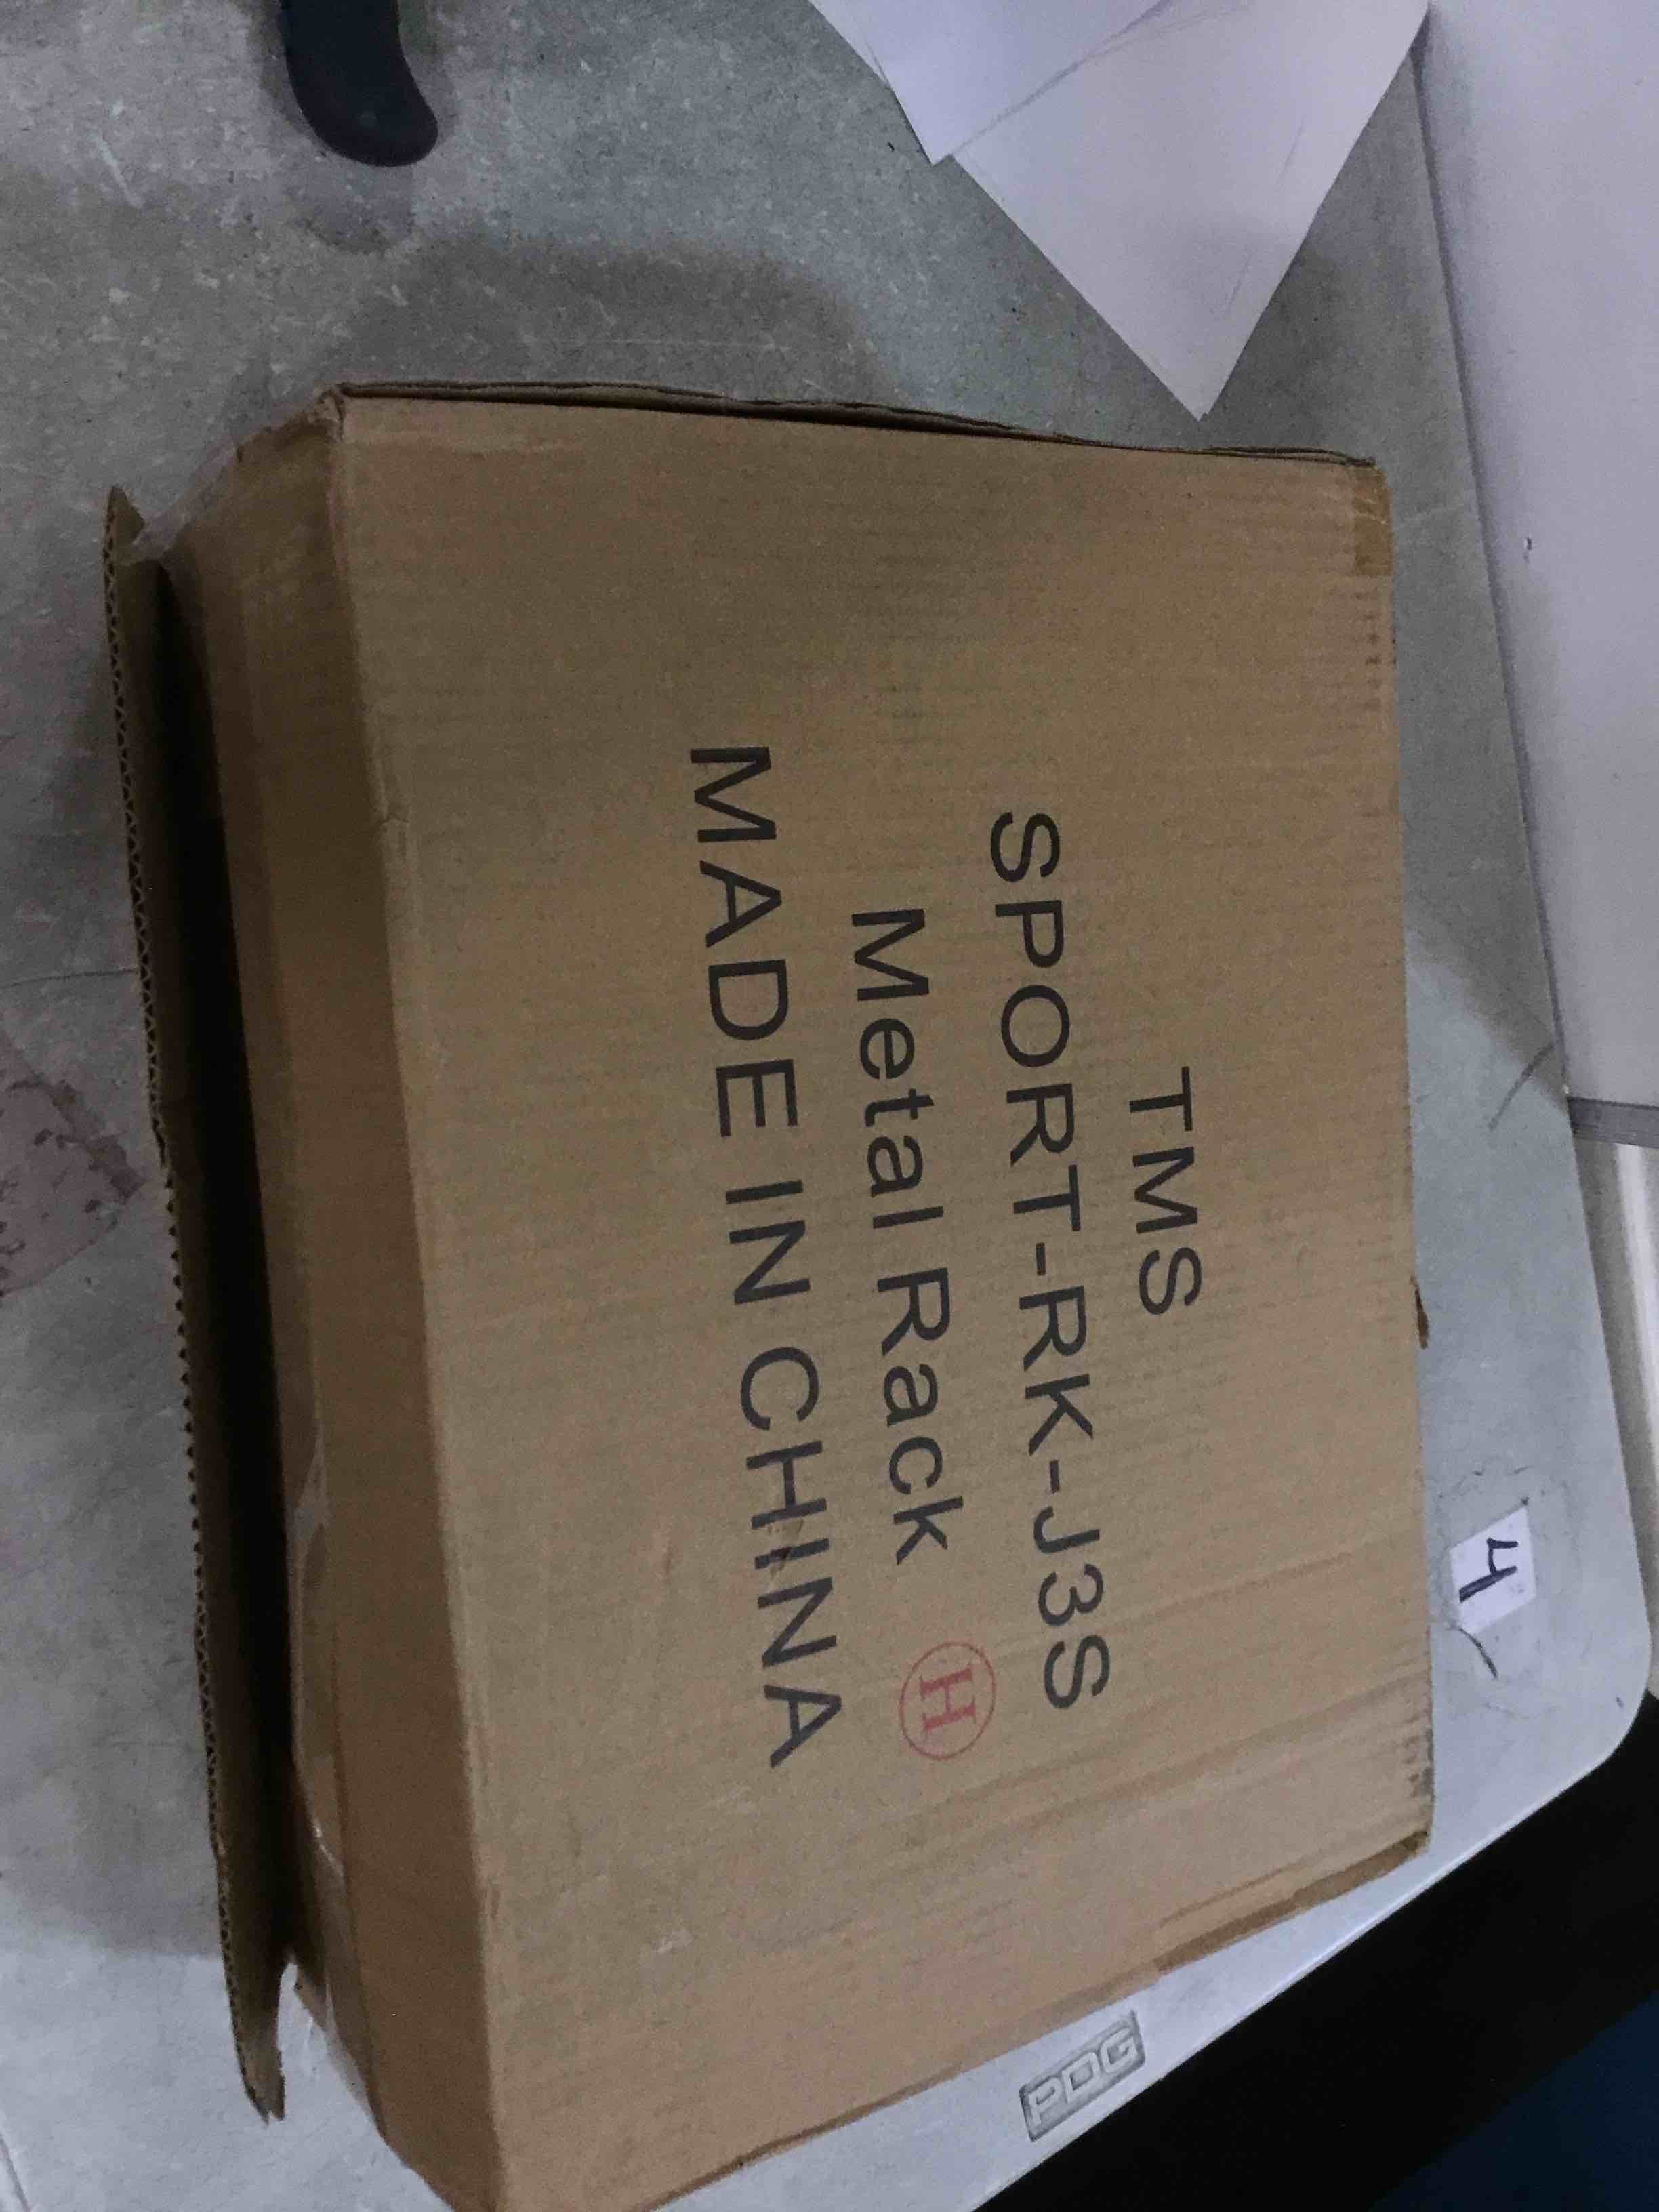 TMS
SPORT-RK-J3S
Metal Rack
H
MADE IN CHINA
4
PDG